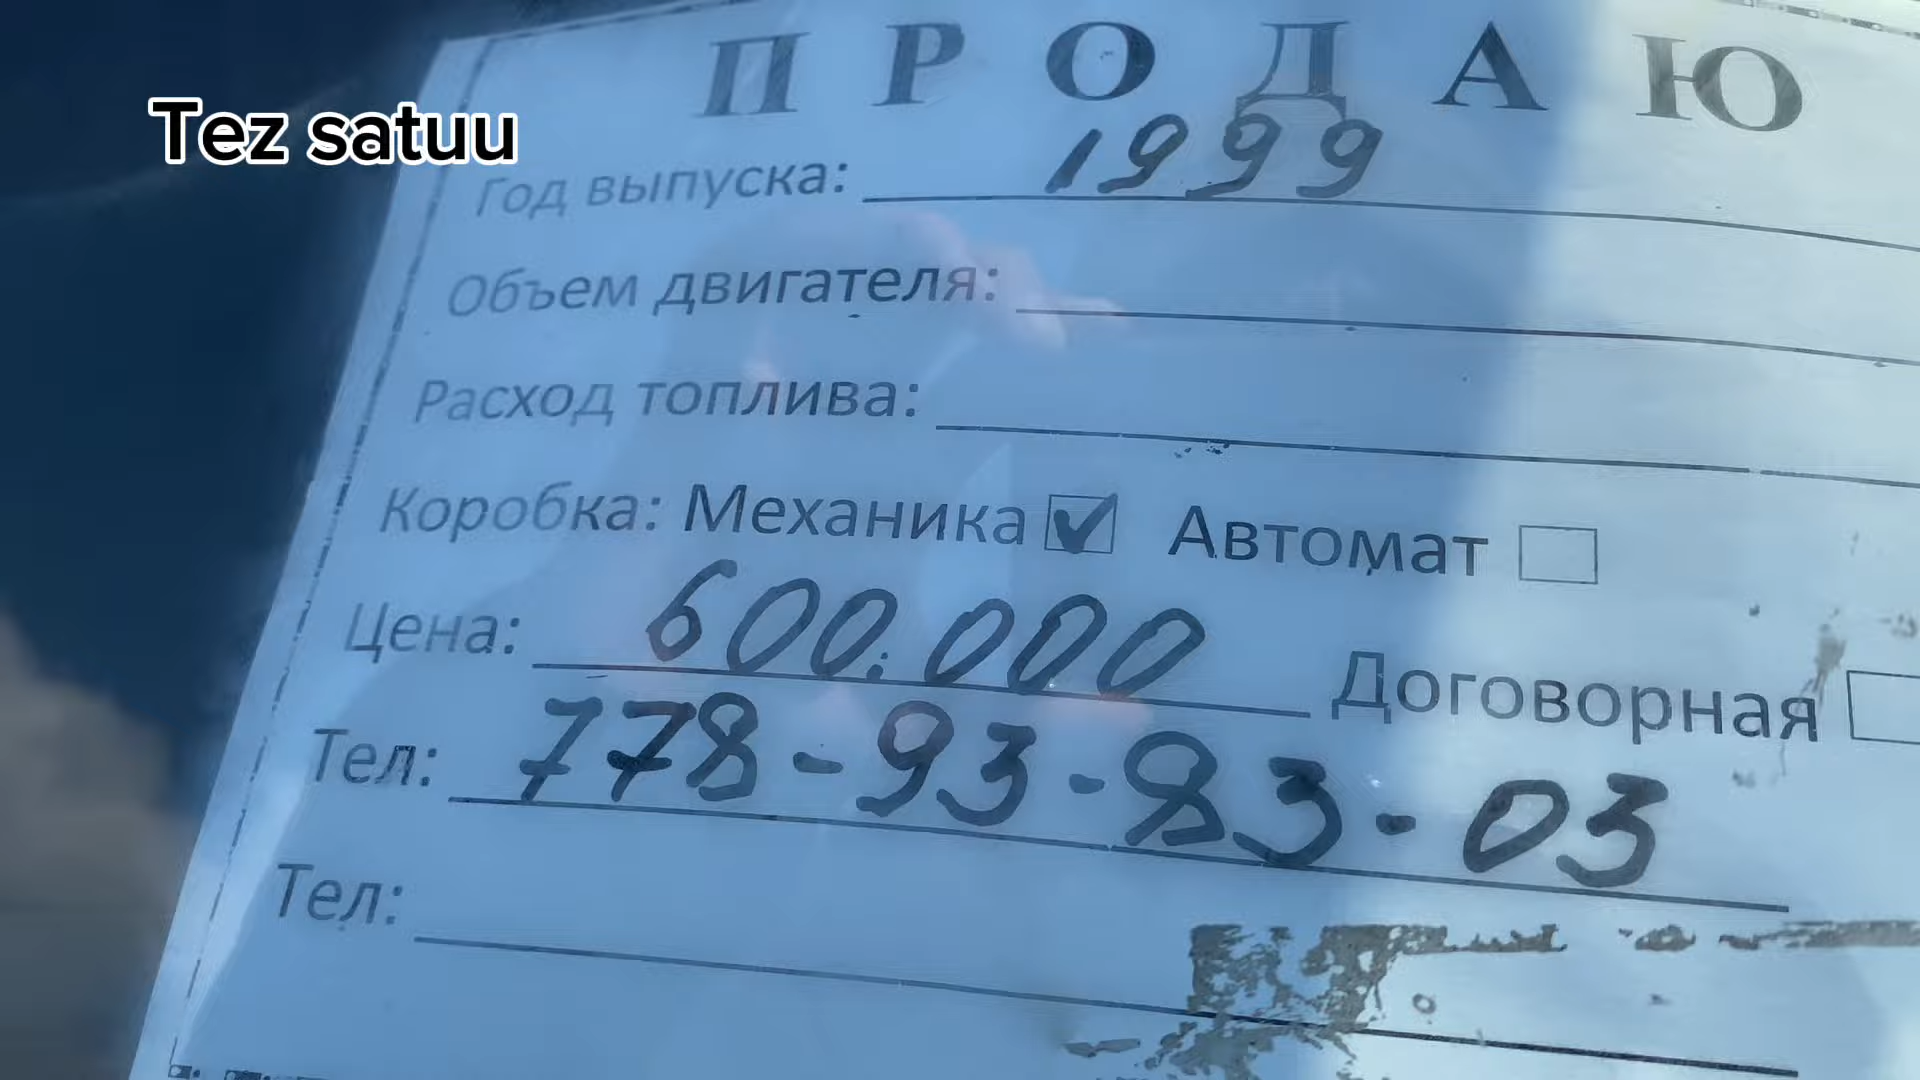 ПРОДАЮ
Tez satuu
Год выпуска: 1999
Объем двигателя:
Расход топлива:
Коробка: Механика ✓ Автомат
Цена: 600.000 Договорная
Тел: 778-93-83-03
Тел: